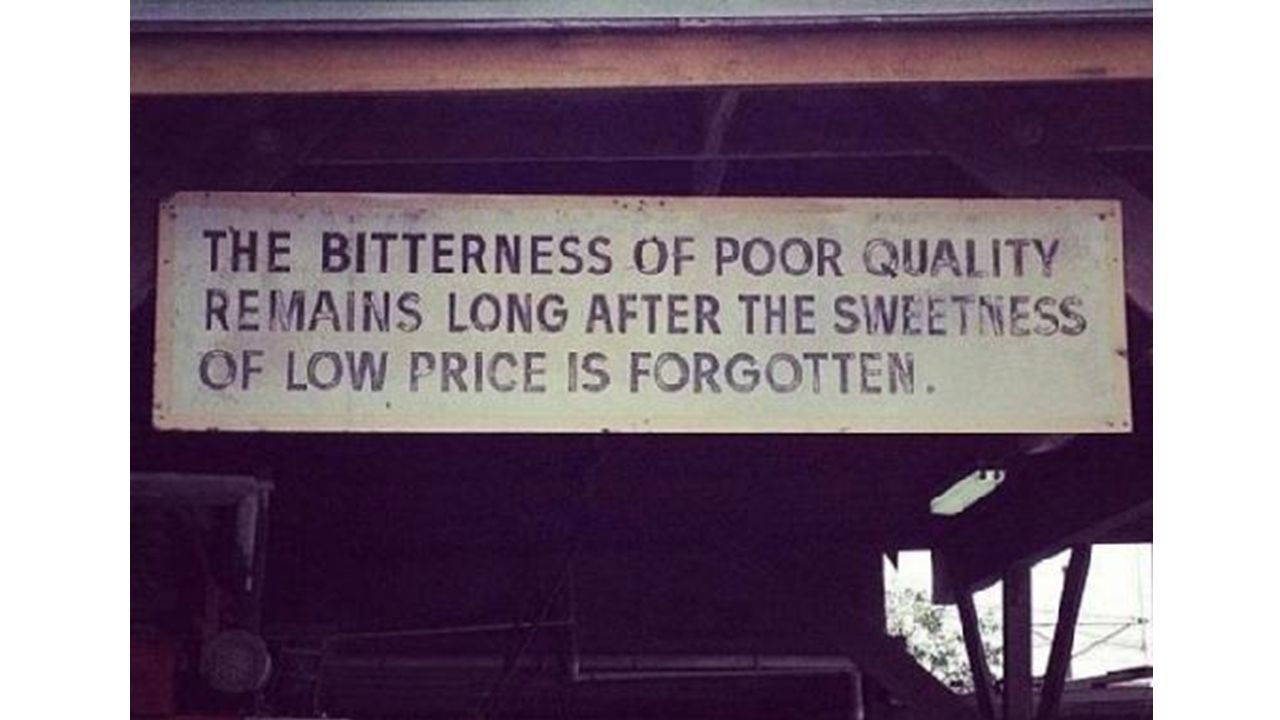 THE BITTERNESS OF POOR QUALITY
REMAINS LONG AFTER THE SWEETNESS
OF LOW PRICE IS FORGOTTEN.